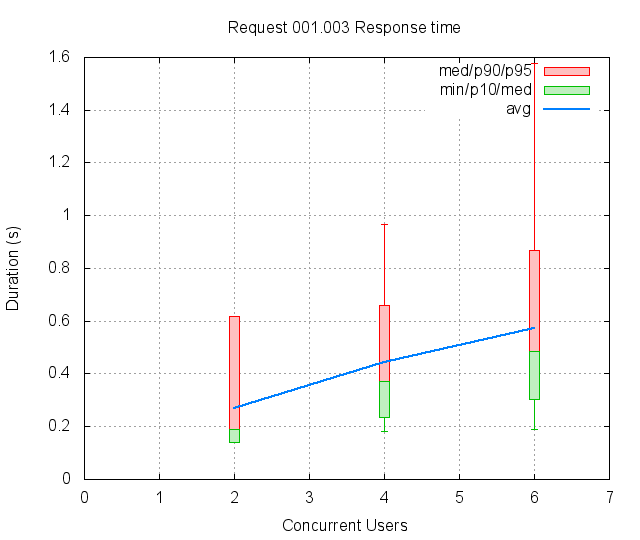 Request 001.003 Response time
1.6
1.4
1.2
1
0.8
0.6
0.4
0.2
0
Duration (s)
med/p90/p95
min/p10/med
avg
0 1 2 3 4 5 6 7
Concurrent Users